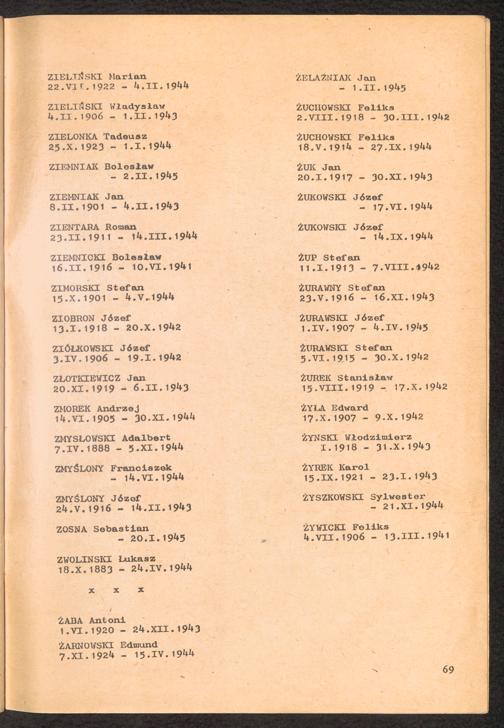 ZIELIŃSKI Marian
22.VII.1922 - 4.II.1944
ZIELIŃSKI Władysław
4.II.1906 - 1.II.1943
ZIELONKA Tadeusz
25.X.1923 - 1.I.1944
ZIEMNIAK Bolesław
- 2.II.1945
ZIEMNIAK Jan
8.II.1901 - 4.II.1943
ZIENTARA Roman
23.II.1911 - 14.III.1944
ZIEMNICKI Bolesław
16.II.1916 - 10.VI.1941
ZIMORSKI Stefan
15.X.1901 - 4.V.1944
ZIOBRON Józef
13.I.1918 - 20.X.1942
ZIÓŁKOWSKI Józef
3.IV.1906 - 19.I.1942
ZŁOTKIEWICZ Jan
20.XI.1919 - 6.II.1943
ZMOREK Andrzej
14.VI.1905 - 30.XI.1944
ZMYSŁOWSKI Adalbert
7.IV.1888 - 5.XI.1944
ZMYŚLONY Franciszek
- 14.VI.1944
ZMYŚLONY Józef
24.V.1916 - 14.II.1943
ZOSNA Sebastian
- 20.I.1945
ZWOLINSKI Łukasz
18.X.1883 - 24.IV.1944
x x x
ŻABA Antoni
1.VI.1920 - 24.XII.1943
ŻARNOWSKI Edmund
7.XI.1924 - 15.IV.1944
ŻELAŹNIAK Jan
- 1.II.1945
ŻUCHOWSKI Feliks
2.VIII.1918 - 30.III.1942
ŻUCHOWSKI Feliks
18.V.1914 - 27.IX.1944
ŻUK Jan
20.I.1917 - 30.XI.1943
ŻUKOWSKI Józef
- 17.VI.1944
ŻUKOWSKI Józef
- 14.IX.1944
ŻUP Stefan
11.I.1913 - 7.VIII.1942
ŻURAWNY Stefan
23.V.1916 - 16.XI.1943
ŻURAWSKI Józef
1.IV.1907 - 4.IV.1945
ŻURAWSKI Stefan
5.VI.1915 - 30.X.1942
ŻUREK Stanisław
15.VIII.1919 - 17.X.1942
ŻYŁA Edward
17.X.1907 - 9.X.1942
ŻYNSKI Włodzimierz
I.1918 - 31.X.1943
ŻYREK Karol
15.IX.1921 - 23.I.1943
ŻYSZKOWSKI Sylwester
- 21.XI.1944
ŻYWICKI Feliks
4.VII.1906 - 13.III.1941
69